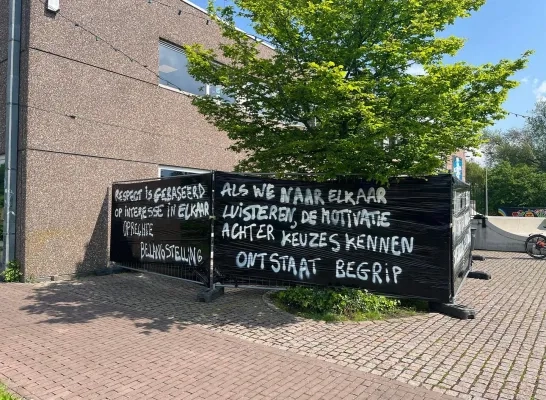 RESPECT IS GEBASEERD
OP INTERESSE IN ELKAAR
OPRECHTE
BELANGSTELLING
ALS WE NAAR ELKAAR
LUISTEREN, DE MOTIVATIE
ACHTER KEUZES KENNEN
ONTSTAAT BEGRIP